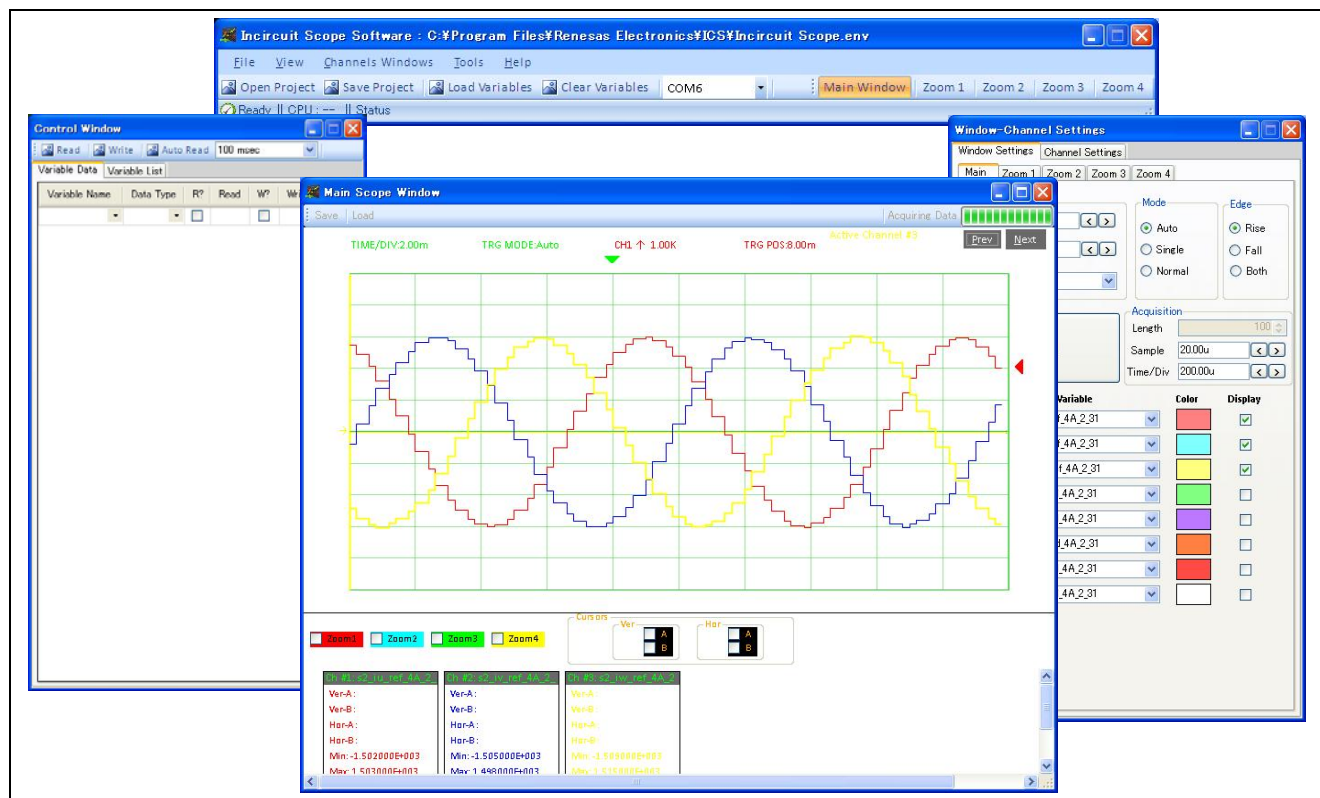 Incircuit Scope Software : C:¥Program Files¥Renesas Electronics¥ICS¥Incircuit Scope.env
File View Channels Windows Tools Help
Open Project Save Project Load Variables Clear Variables COM6 Main Window Zoom 1 Zoom 2 Zoom 3 Zoom 4
Ready || CPU : -- || Status
Control Window
Read Write Auto Read 100 msec
Variable Data Variable List
Variable Name Data Type R? Read W?
Window-Channel Settings
Window Settings Channel Settings
Main Zoom 1 Zoom 2 Zoom 3 Zoom 4
Mode
Auto
Single
Normal
Edge
Rise
Fall
Both
Acquisition
Length 100
Sample 20.00u
Time/Div 200.00u
Variable Color Display
f_4A_2_31
f_4A_2_31
f_4A_2_31
_4A_2_31
_4A_2_31
_4A_2_31
_4A_2_31
_4A_2_31
Main Scope Window
Save Load Acquiring Data
TIME/DIV:2.00m TRG MODE:Auto CH1 ↑ 1.00K TRG POS:8.00m Active Channel #3 Prev Next
Zoom1 Zoom2 Zoom3 Zoom4
Cursors
Ver A B
Hor A B
Ch #1: s2_iu_ref_4A_2_
Ver-A :
Ver-B :
Hor-A :
Hor-B :
Min: -1.502000E+003
Max: 1.503000E+003
Ch #2: s2_iv_ref_4A_2_
Ver-A :
Ver-B :
Hor-A :
Hor-B :
Min: -1.505000E+003
Max: 1.498000E+003
Ch #3: s2_iw_ref_4A_2
Ver-A :
Ver-B :
Hor-A :
Hor-B :